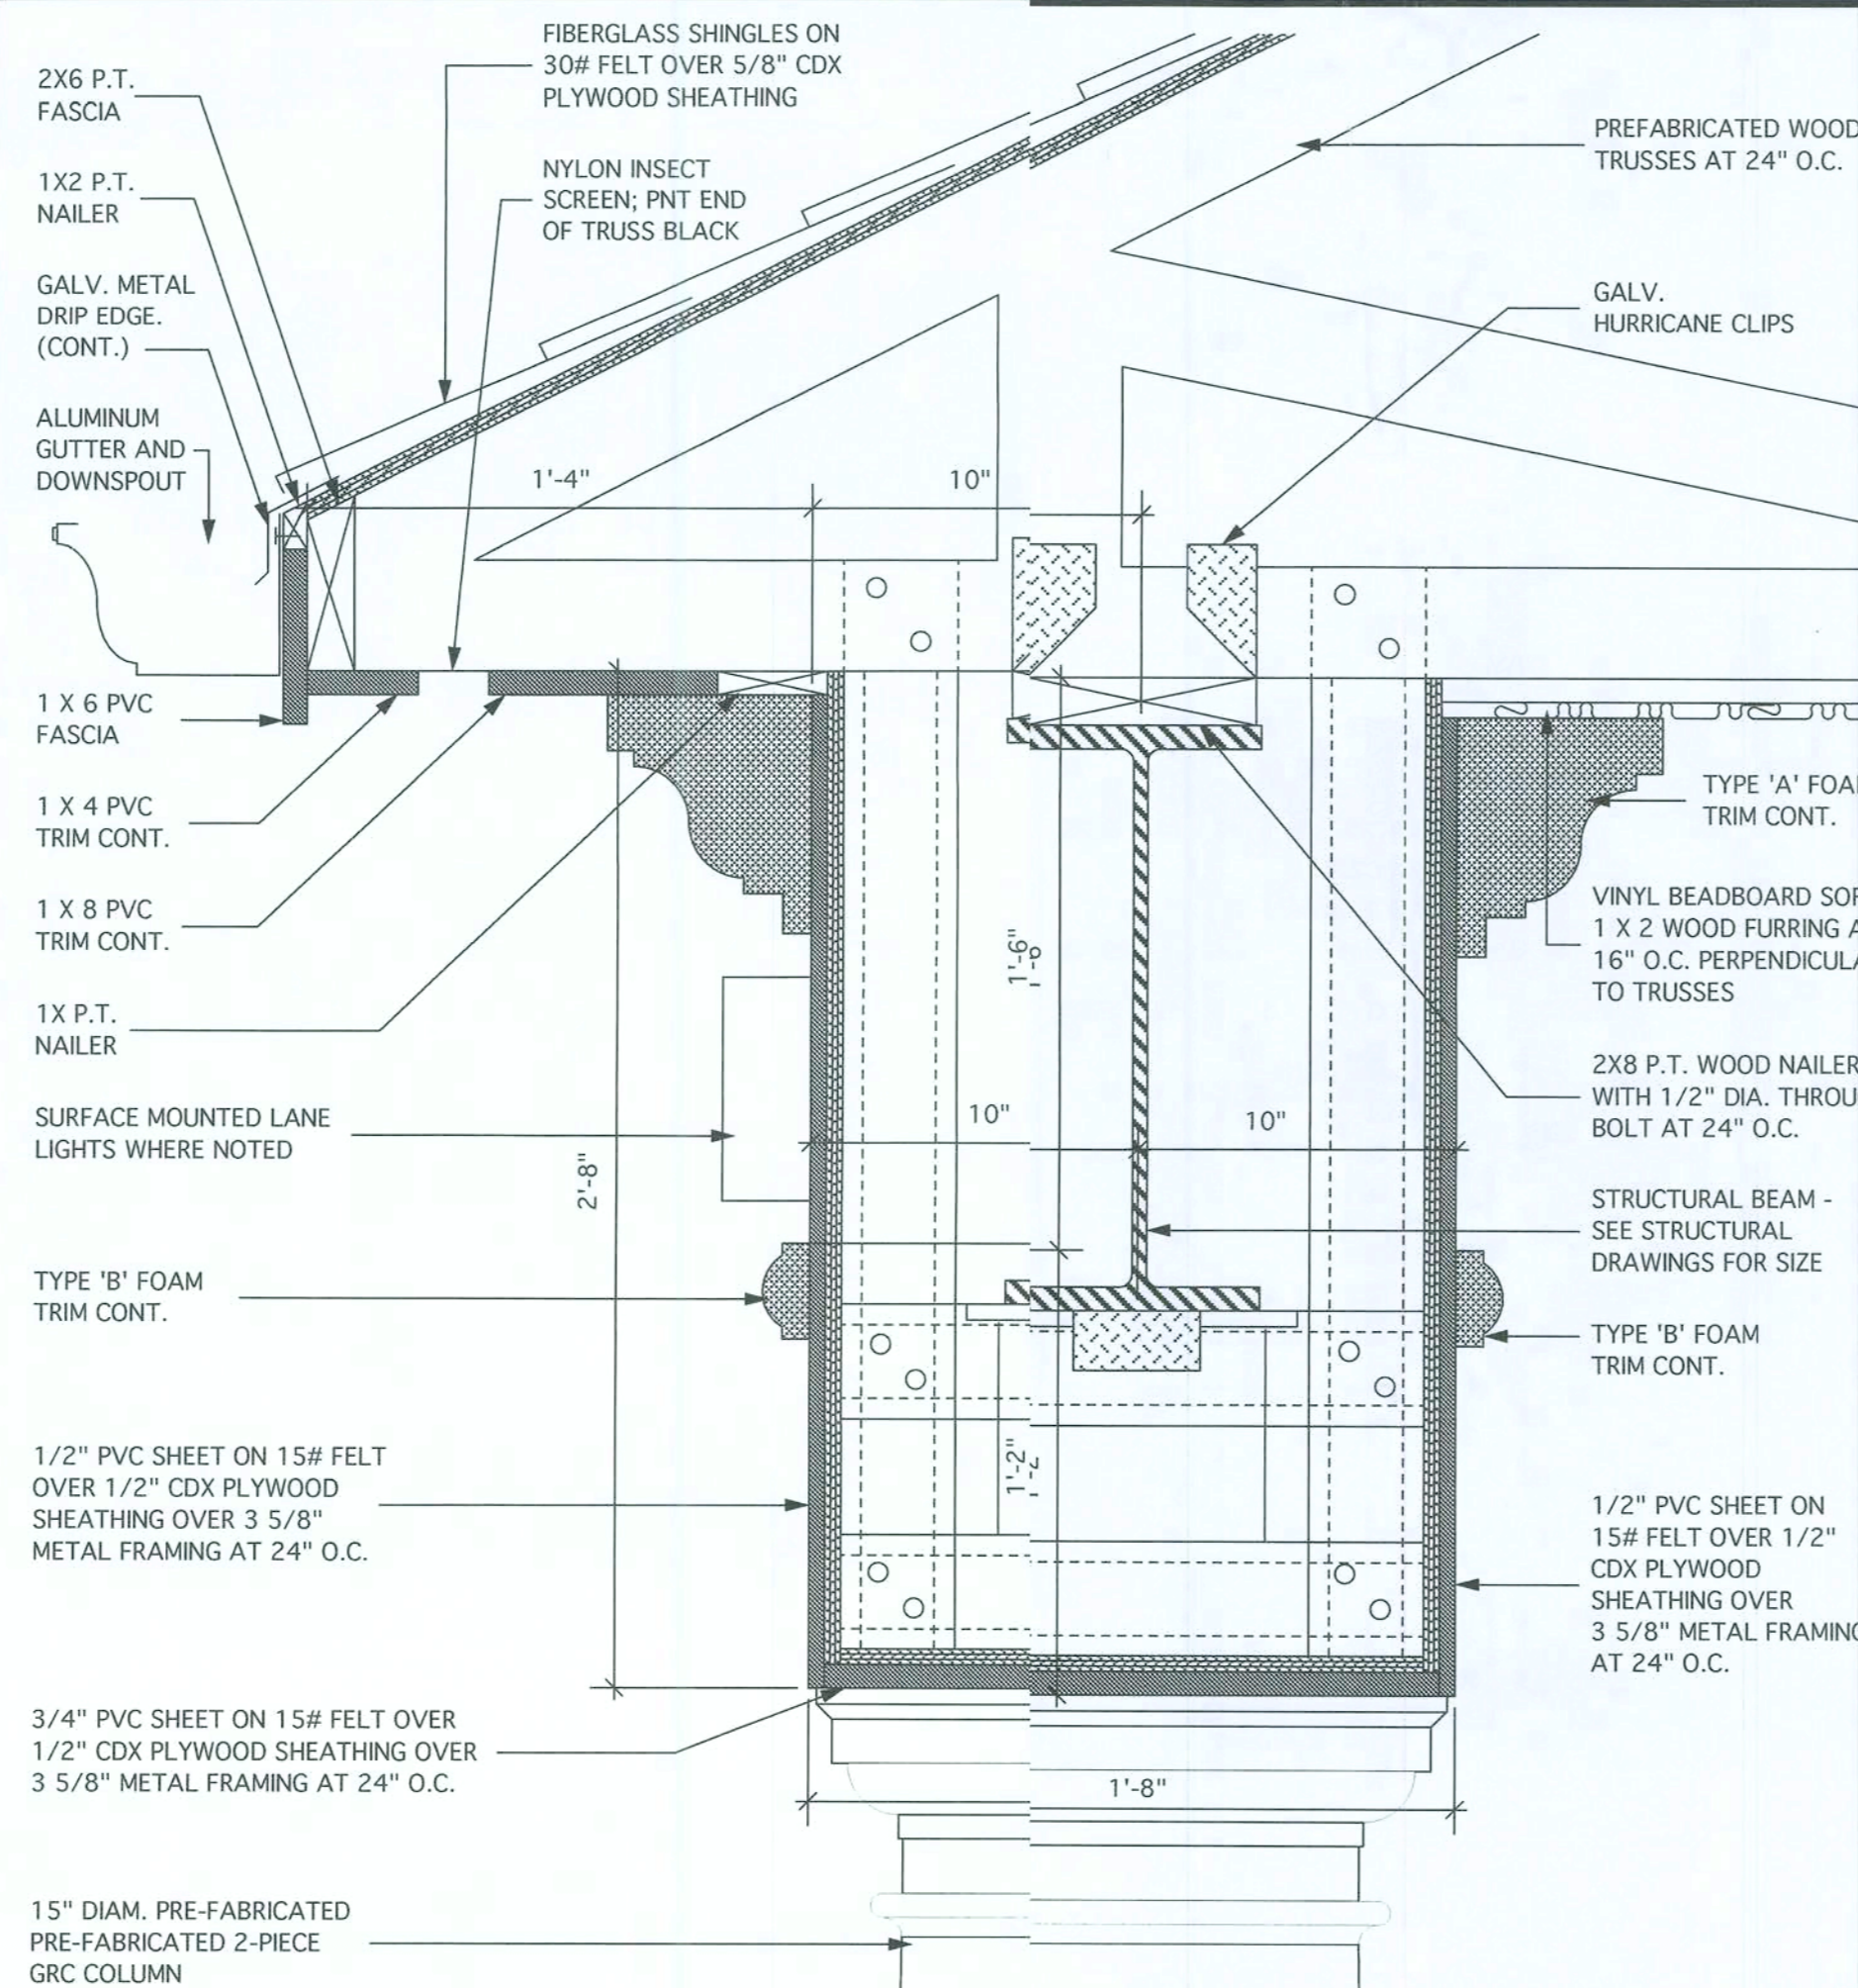 FIBERGLASS SHINGLES ON
30# FELT OVER 5/8" CDX
PLYWOOD SHEATHING
2X6 P.T.
FASCIA
1X2 P.T.
NAILER
NYLON INSECT
SCREEN; PNT END
OF TRUSS BLACK
GALV. METAL
DRIP EDGE.
(CONT.)
ALUMINUM
GUTTER AND
DOWNSPOUT
1'-4"
10"
PREFABRICATED WOOD
TRUSSES AT 24" O.C.
GALV.
HURRICANE CLIPS
1 X 6 PVC
FASCIA
1 X 4 PVC
TRIM CONT.
1 X 8 PVC
TRIM CONT.
1X P.T.
NAILER
SURFACE MOUNTED LANE
LIGHTS WHERE NOTED
TYPE 'B' FOAM
TRIM CONT.
1/2" PVC SHEET ON 15# FELT
OVER 1/2" CDX PLYWOOD
SHEATHING OVER 3 5/8"
METAL FRAMING AT 24" O.C.
3/4" PVC SHEET ON 15# FELT OVER
1/2" CDX PLYWOOD SHEATHING OVER
3 5/8" METAL FRAMING AT 24" O.C.
15" DIAM. PRE-FABRICATED
PRE-FABRICATED 2-PIECE
GRC COLUMN
2'-8"
1'-6"
10"
10"
1'-2"
1'-8"
TYPE 'A'
TRIM CONT.
VINYL BEADBOARD
1 X 2 WOOD FURRING
16" O.C.
TO TRUSSES
2X8 P.T. WOOD NAILER
WITH 1/2" DIA.
BOLT AT 24" O.C.
STRUCTURAL BEAM -
SEE STRUCTURAL
DRAWINGS FOR SIZE
TYPE 'B' FOAM
TRIM CONT.
1/2" PVC SHEET ON
15# FELT OVER 1/2"
CDX PLYWOOD
SHEATHING OVER
3 5/8" METAL FRAMING
AT 24" O.C.